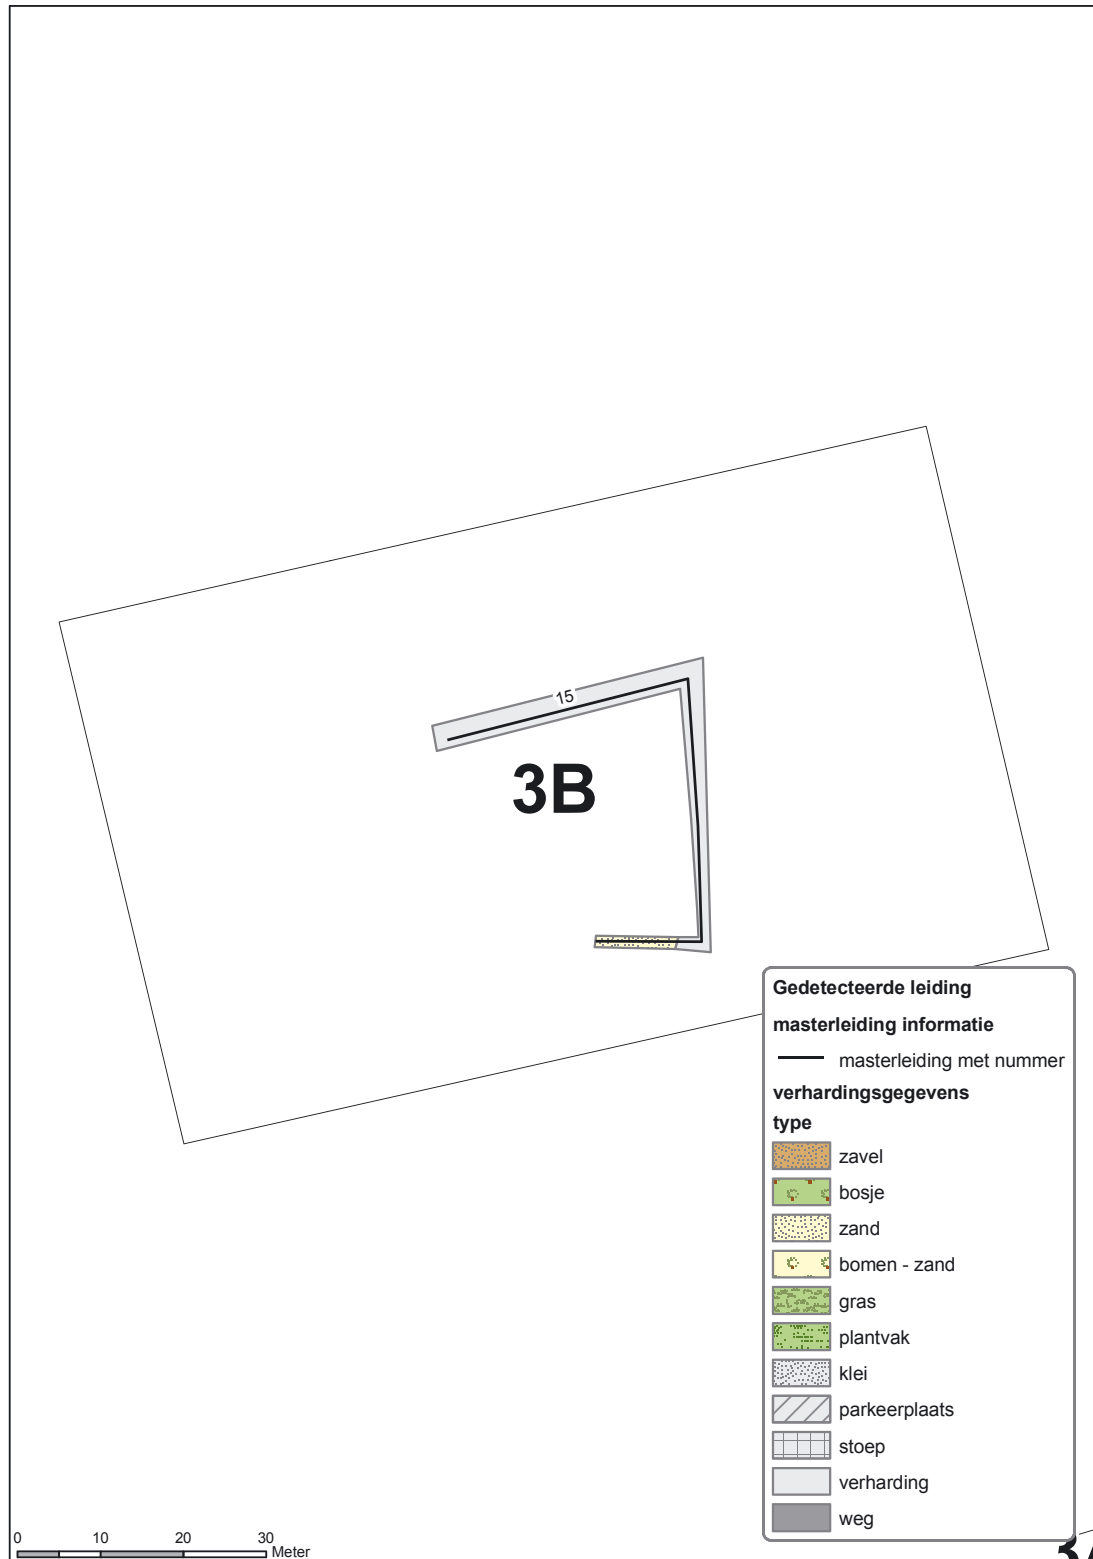 15
3B
Gedetecteerde leiding
masterleiding informatie
masterleiding met nummer
verhardingsgegevens
type
zavel
bosje
zand
bomen - zand
gras
plantvak
klei
parkeerplaats
stoep
verharding
weg
0 10 20 30
Meter